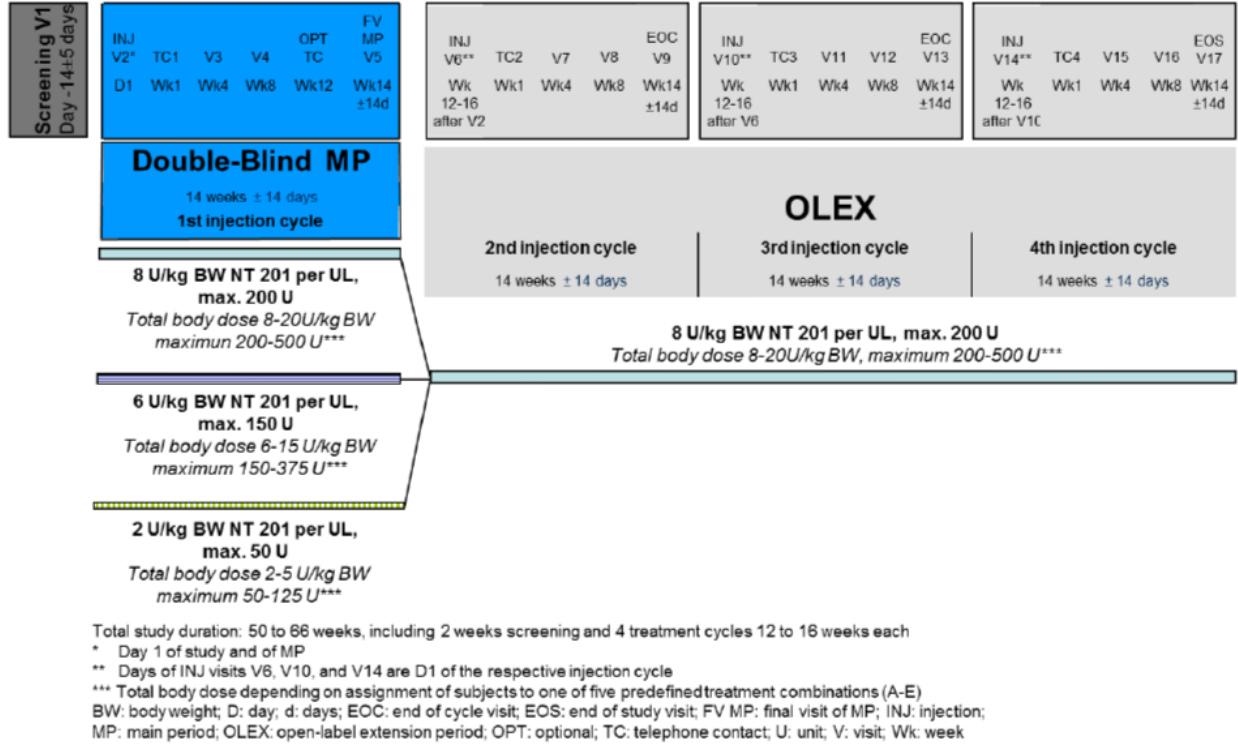 Screening V1
Day -14±5 days
INJ
V2*
D1
TC1
Wk1
V3
Wk4
V4
Wk8
OPT
TC
Wk12
FV
MP
V5
Wk14
±14d
INJ
V6**
Wk
12-16
after V2
TC2
Wk1
V7
Wk4
V8
Wk8
EOC
V9
Wk14
±14d
INJ
V10**
Wk
12-16
after V6
TC3
Wk1
V11
Wk4
V12
Wk8
EOC
V13
Wk14
±14d
INJ
V14**
Wk
12-16
after V10
TC4
Wk1
V15
Wk4
V16
Wk8
EOS
V17
Wk14
±14d
Double-Blind MP
14 weeks ± 14 days
1st injection cycle
OLEX
2nd injection cycle
14 weeks ± 14 days
3rd injection cycle
14 weeks ± 14 days
4th injection cycle
14 weeks ± 14 days
8 U/kg BW NT 201 per UL,
max. 200 U
Total body dose 8-20U/kg BW
maximun 200-500 U***
8 U/kg BW NT 201 per UL, max. 200 U
Total body dose 8-20U/kg BW, maximum 200-500 U***
6 U/kg BW NT 201 per UL,
max. 150 U
Total body dose 6-15 U/kg BW
maximum 150-375 U***
2 U/kg BW NT 201 per UL,
max. 50 U
Total body dose 2-5 U/kg BW
maximum 50-125 U***
Total study duration: 50 to 66 weeks, including 2 weeks screening and 4 treatment cycles 12 to 16 weeks each
* Day 1 of study and of MP
** Days of INJ visits V6, V10, and V14 are D1 of the respective injection cycle
*** Total body dose depending on assignment of subjects to one of five predefined treatment combinations (A-E)
BW: body weight; D: day; d: days; EOC: end of cycle visit; EOS: end of study visit; FV MP: final visit of MP; INJ: injection;
MP: main period; OLEX: open-label extension period; OPT: optional; TC: telephone contact; U: unit; V: visit; Wk: week